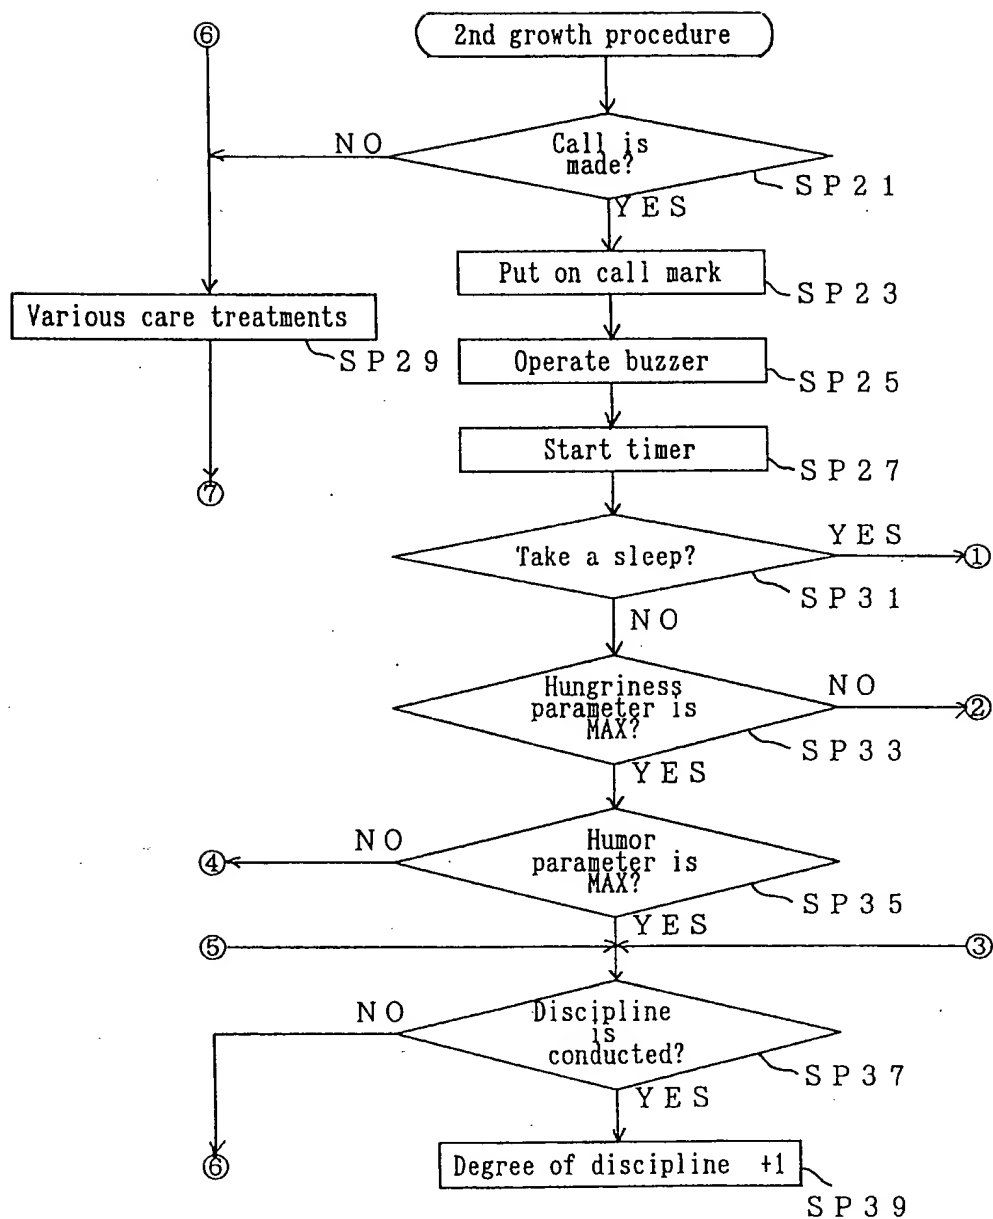 ⑥
2nd growth procedure
NO
Call is
made?
SP21
YES
Put on call mark
SP23
Various care treatments
SP29
Operate buzzer
SP25
Start timer
SP27
⑦
Take a sleep?
YES
①
SP31
NO
Hungriness
parameter is
MAX?
NO
②
SP33
YES
NO
④
Humor
parameter is
MAX?
SP35
YES
⑤
③
NO
Discipline
is
conducted?
SP37
YES
⑥
Degree of discipline +1
SP39